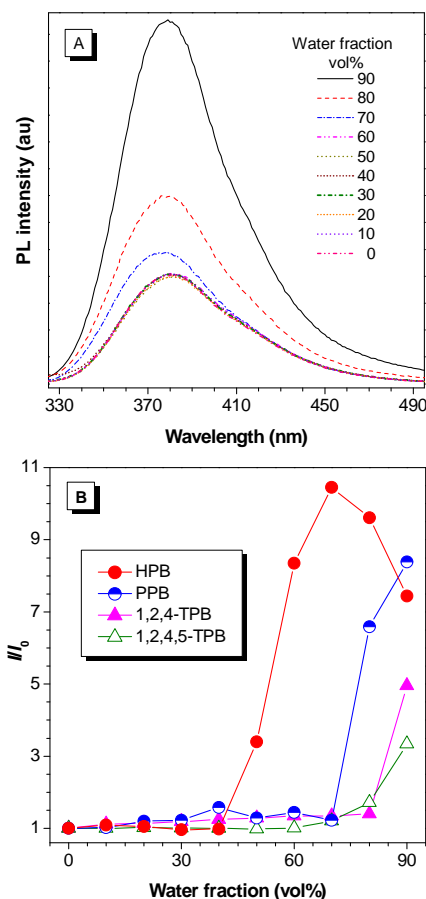 A
Water fraction
vol%
90
80
70
60
50
40
30
20
10
0
PL intensity (au)
330 370 410 450 490
Wavelength (nm)
B
11
9
7
5
3
1
HPB
PPB
1,2,4-TPB
1,2,4,5-TPB
I/I0
0 30 60 90
Water fraction (vol%)